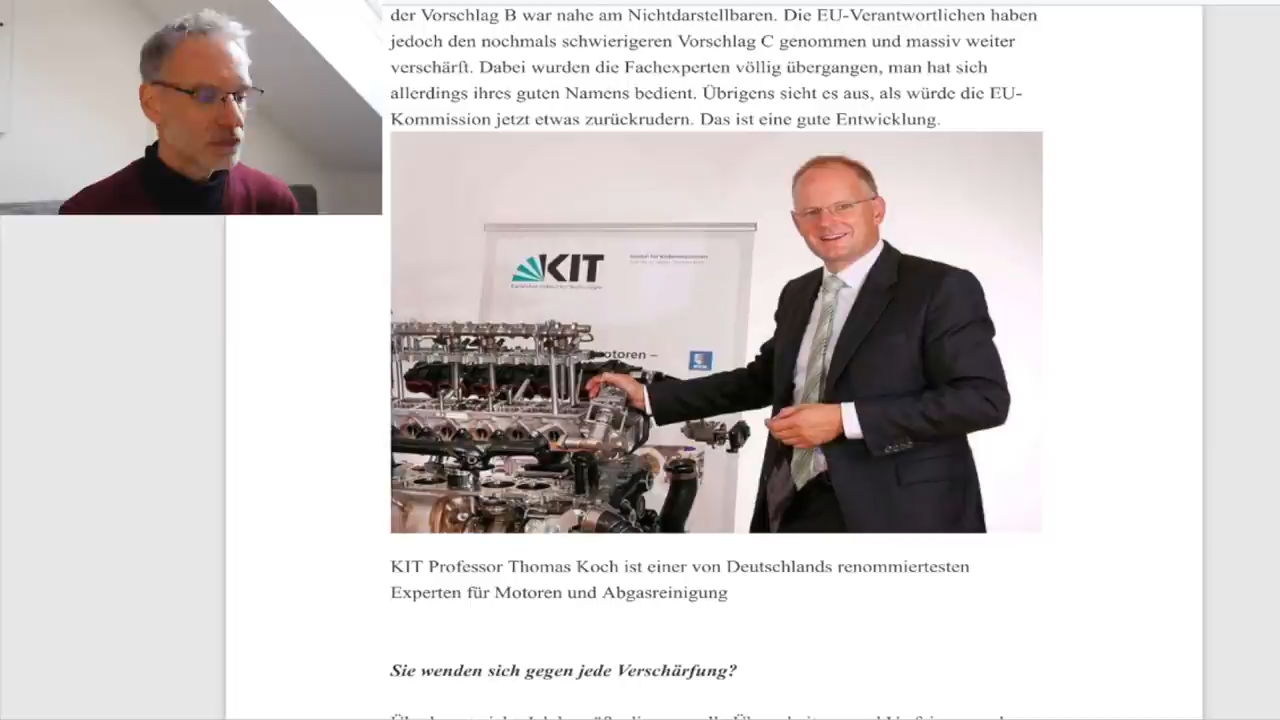 der Vorschlag B war nahe am Nichtdarstellbaren. Die EU-Verantwortlichen haben
jedoch den nochmals schwierigeren Vorschlag C genommen und massiv weiter
verschärft. Dabei wurden die Fachexperten völlig übergangen, man hat sich
allerdings ihres guten Namens bedient. Übrigens sieht es aus, als würde die EU-
Kommission jetzt etwas zurückrudern. Das ist eine gute Entwicklung.
KIT
otoren –
KIT Professor Thomas Koch ist einer von Deutschlands renommiertesten
Experten für Motoren und Abgasreinigung
Sie wenden sich gegen jede Verschärfung?